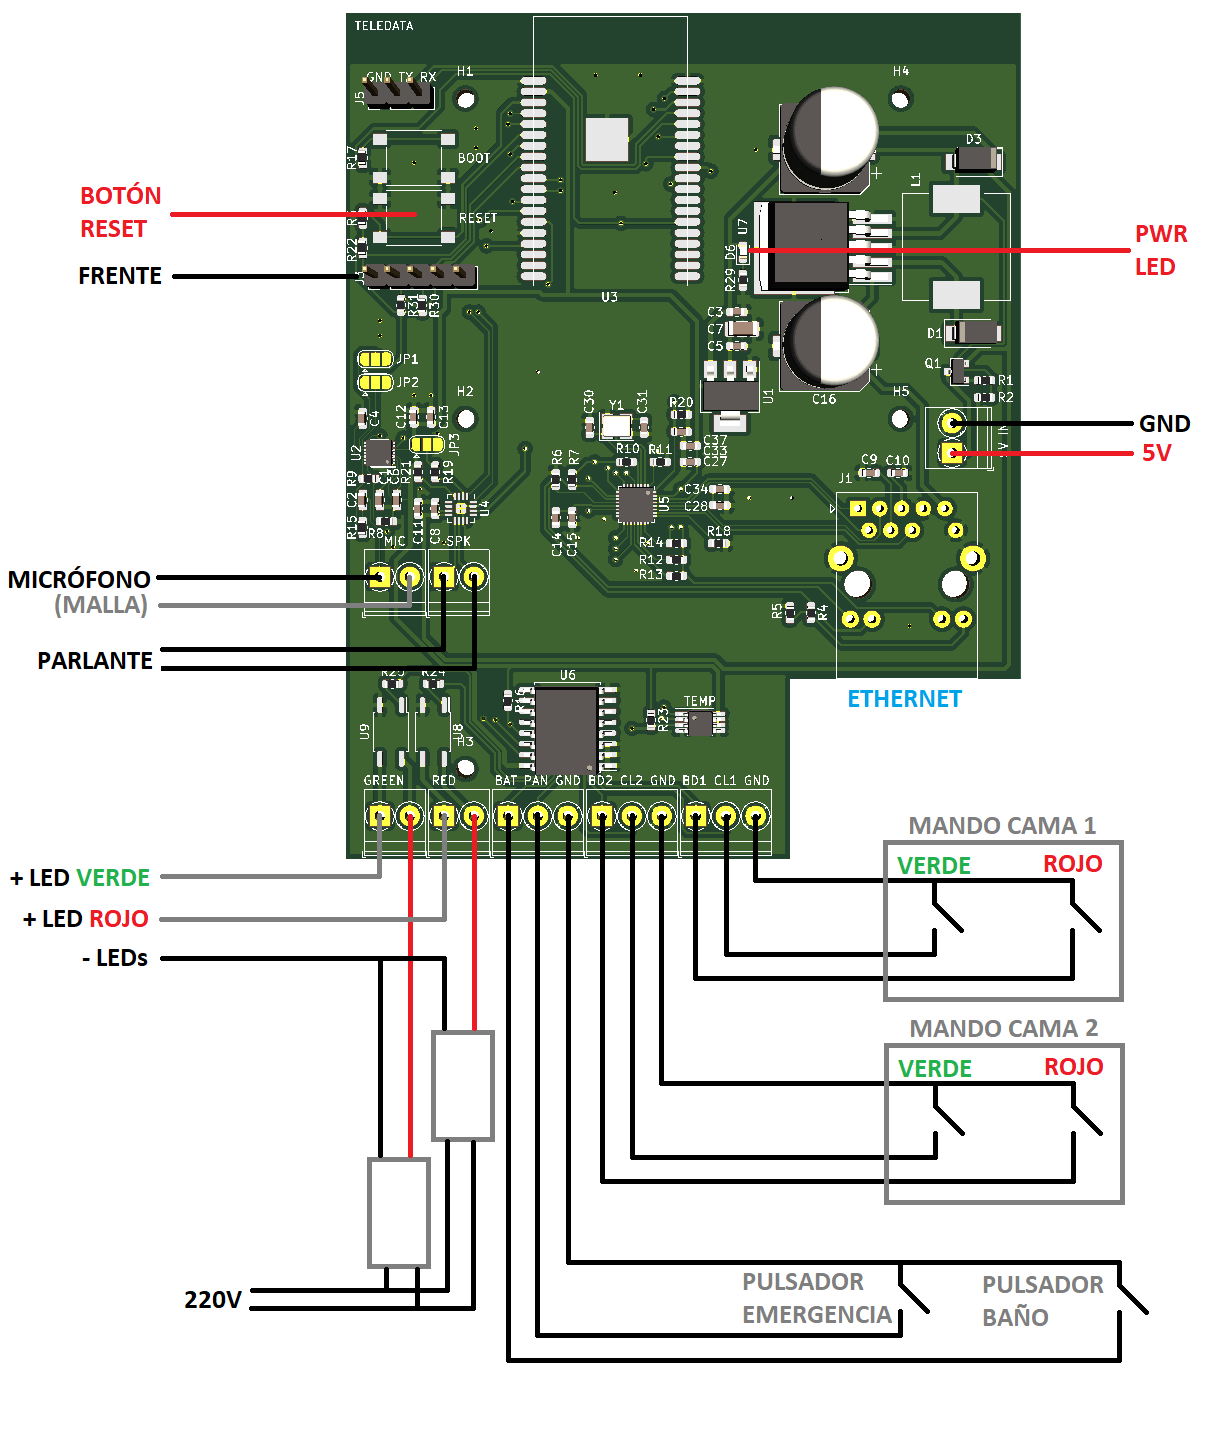 TELEDATA
GND TX RX
J5
H1
H4
R17
BOOT
D3
L1
BOTÓN
RESET
RESET
R22
U7
D6
PWR
LED
FRENTE
R29
R31
R30
U3
C3
C7
C5
D1
Q1
JP1
JP2
U1
R1
R2
H2
H5
C16
C4
C12
C13
C30
Y1
C31
R20
GND
5V
JP3
U2
R21
R19
R9
R6
R7
R10
R11
C37
C33
C27
C9
C10
J1
C2
C11
C8
U4
U5
C34
C28
R15
R8
C14
C15
R14
R18
R12
R13
MIC
SPK
MICRÓFONO
(MALLA)
R5
R4
PARLANTE
U6
ETHERNET
R24
R23
TEMP
U9
U8
H3
GREEN
RED
BAT
PAN
GND
BD2
CL2
GND
BD1
CL1
GND
MANDO CAMA 1
VERDE
ROJO
+ LED VERDE
+ LED ROJO
- LEDs
MANDO CAMA 2
VERDE
ROJO
220V
PULSADOR
EMERGENCIA
PULSADOR
BAÑO